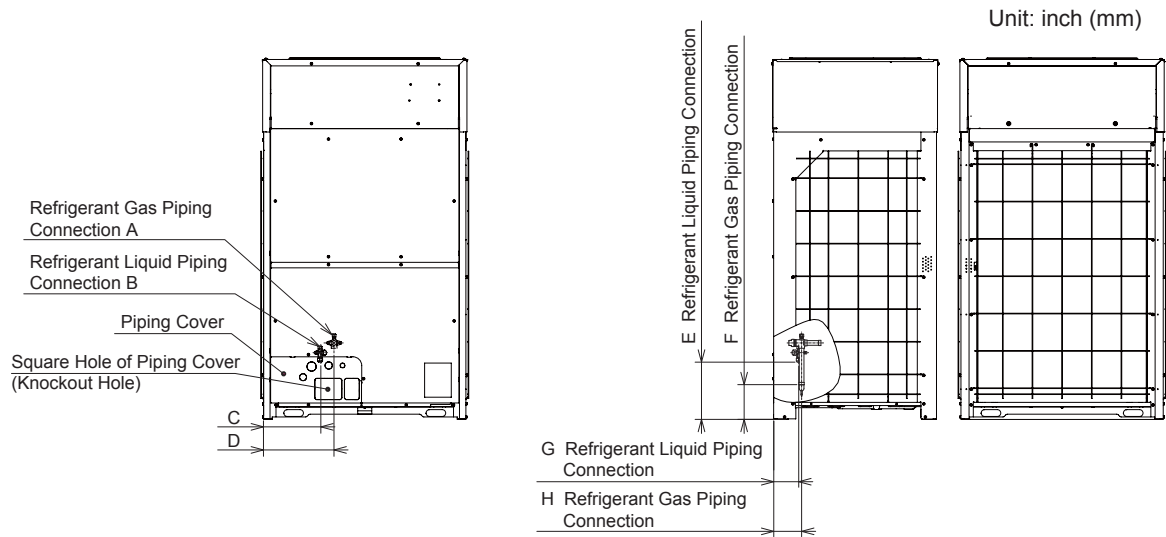 Unit: inch (mm)
Refrigerant Gas Piping
Connection A
Refrigerant Liquid Piping
Connection B
Piping Cover
Square Hole of Piping Cover
(Knockout Hole)
C
D
E Refrigerant Liquid Piping Connection
F Refrigerant Gas Piping Connection
G Refrigerant Liquid Piping
Connection
H Refrigerant Gas Piping
Connection